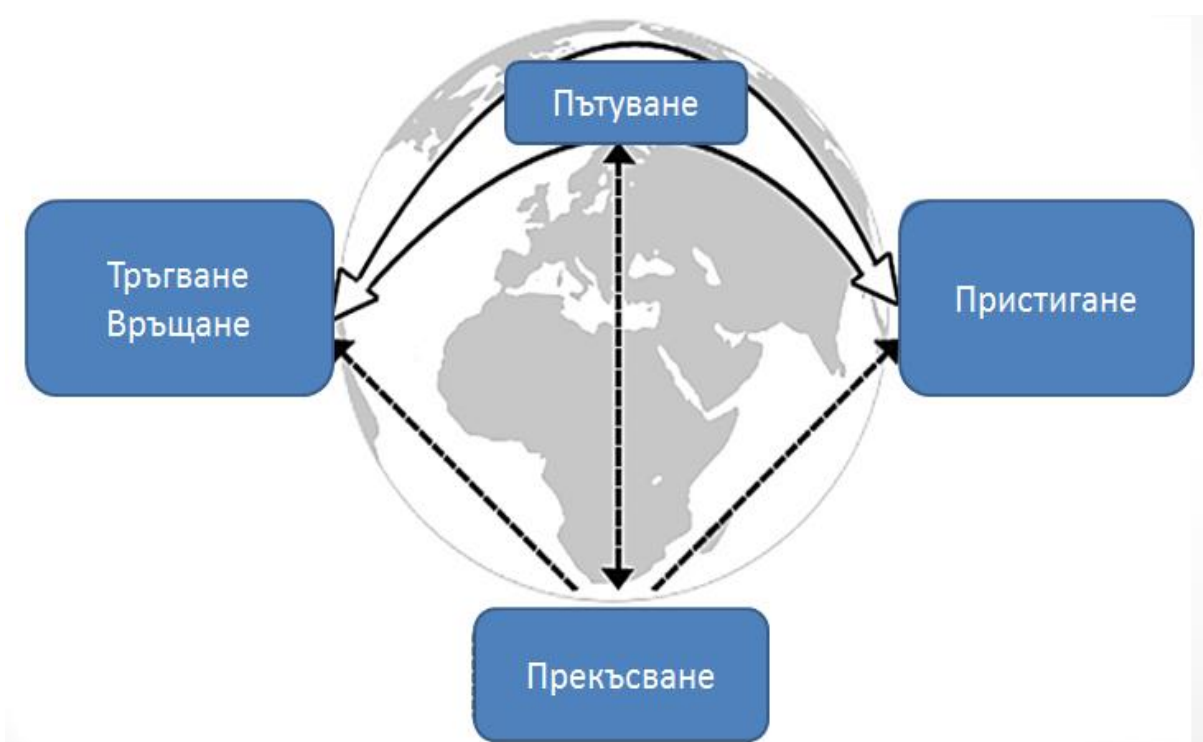 Пътуване
Тръгване
Връщане
Пристигане
Прекъсване